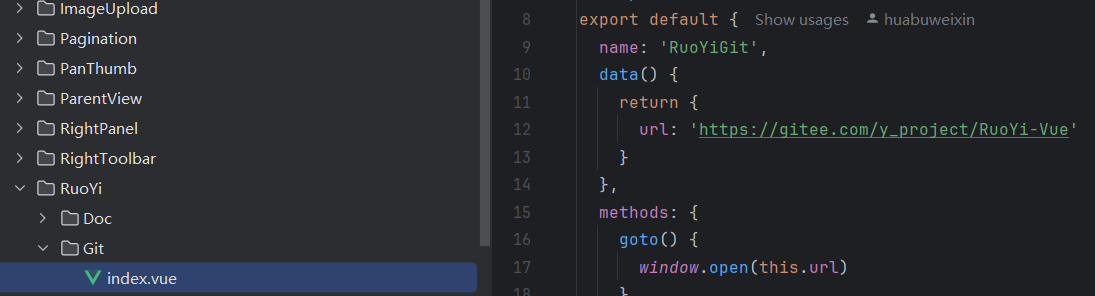 ImageUpload
Pagination
PanThumb
ParentView
RightPanel
RightToolbar
RuoYi
Doc
Git
index.vue
8 export default { Show usages huabuweixin
9 name: 'RuoYiGit',
10 data() {
11 return {
12 url: 'https://gitee.com/y_project/RuoYi-Vue'
13 }
14 },
15 methods: {
16 goto() {
17 window.open(this.url)
18 }